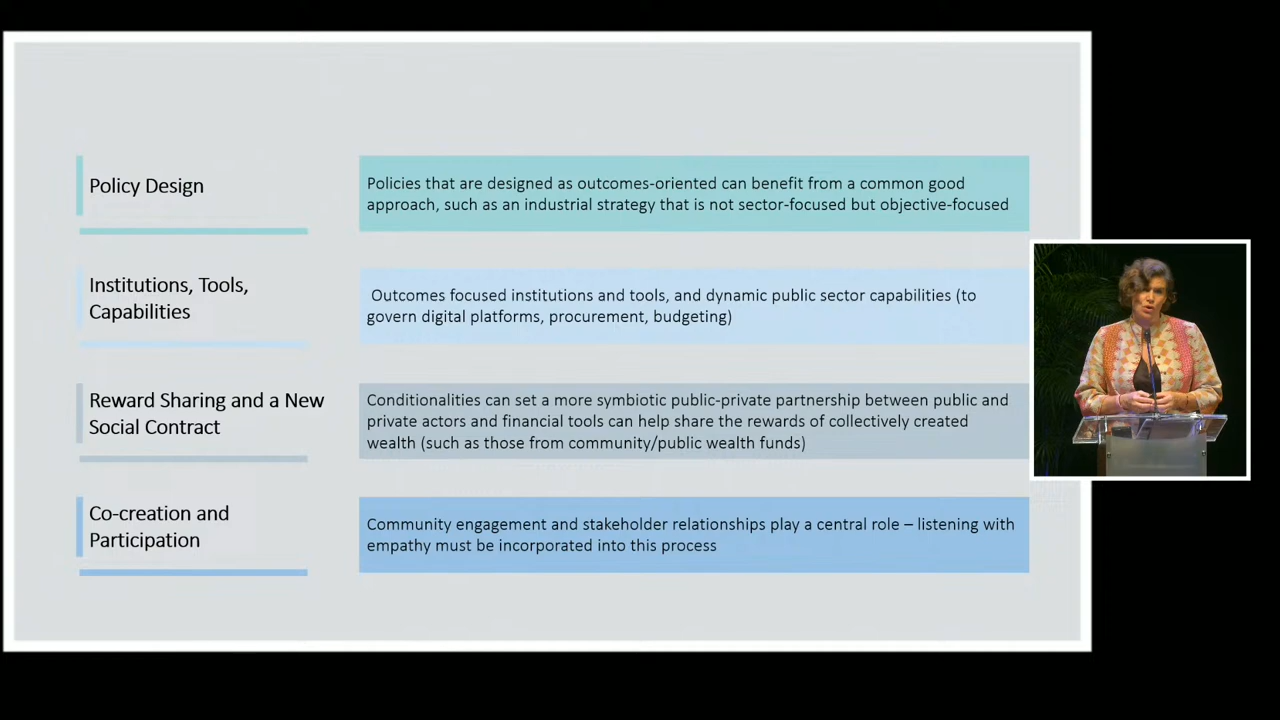 Policy Design
Policies that are designed as outcomes-oriented can benefit from a common good
approach, such as an industrial strategy that is not sector-focused but objective-focused
Institutions, Tools,
Capabilities
Outcomes focused institutions and tools, and dynamic public sector capabilities (to
govern digital platforms, procurement, budgeting)
Reward Sharing and a New
Social Contract
Conditionalities can set a more symbiotic public-private partnership between public and
private actors and financial tools can help share the rewards of collectively created
wealth (such as those from community/public wealth funds)
Co-creation and
Participation
Community engagement and stakeholder relationships play a central role – listening with
empathy must be incorporated into this process